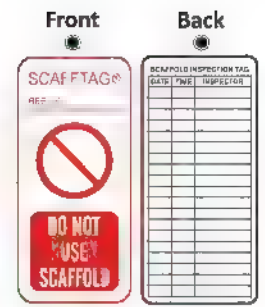 Front
Back
SCAFFTAG®
REF
DO NOT
USE
SCAFFOLD
SCAFFOLD INSPECTION TAG
DATE TIME INSPECTOR